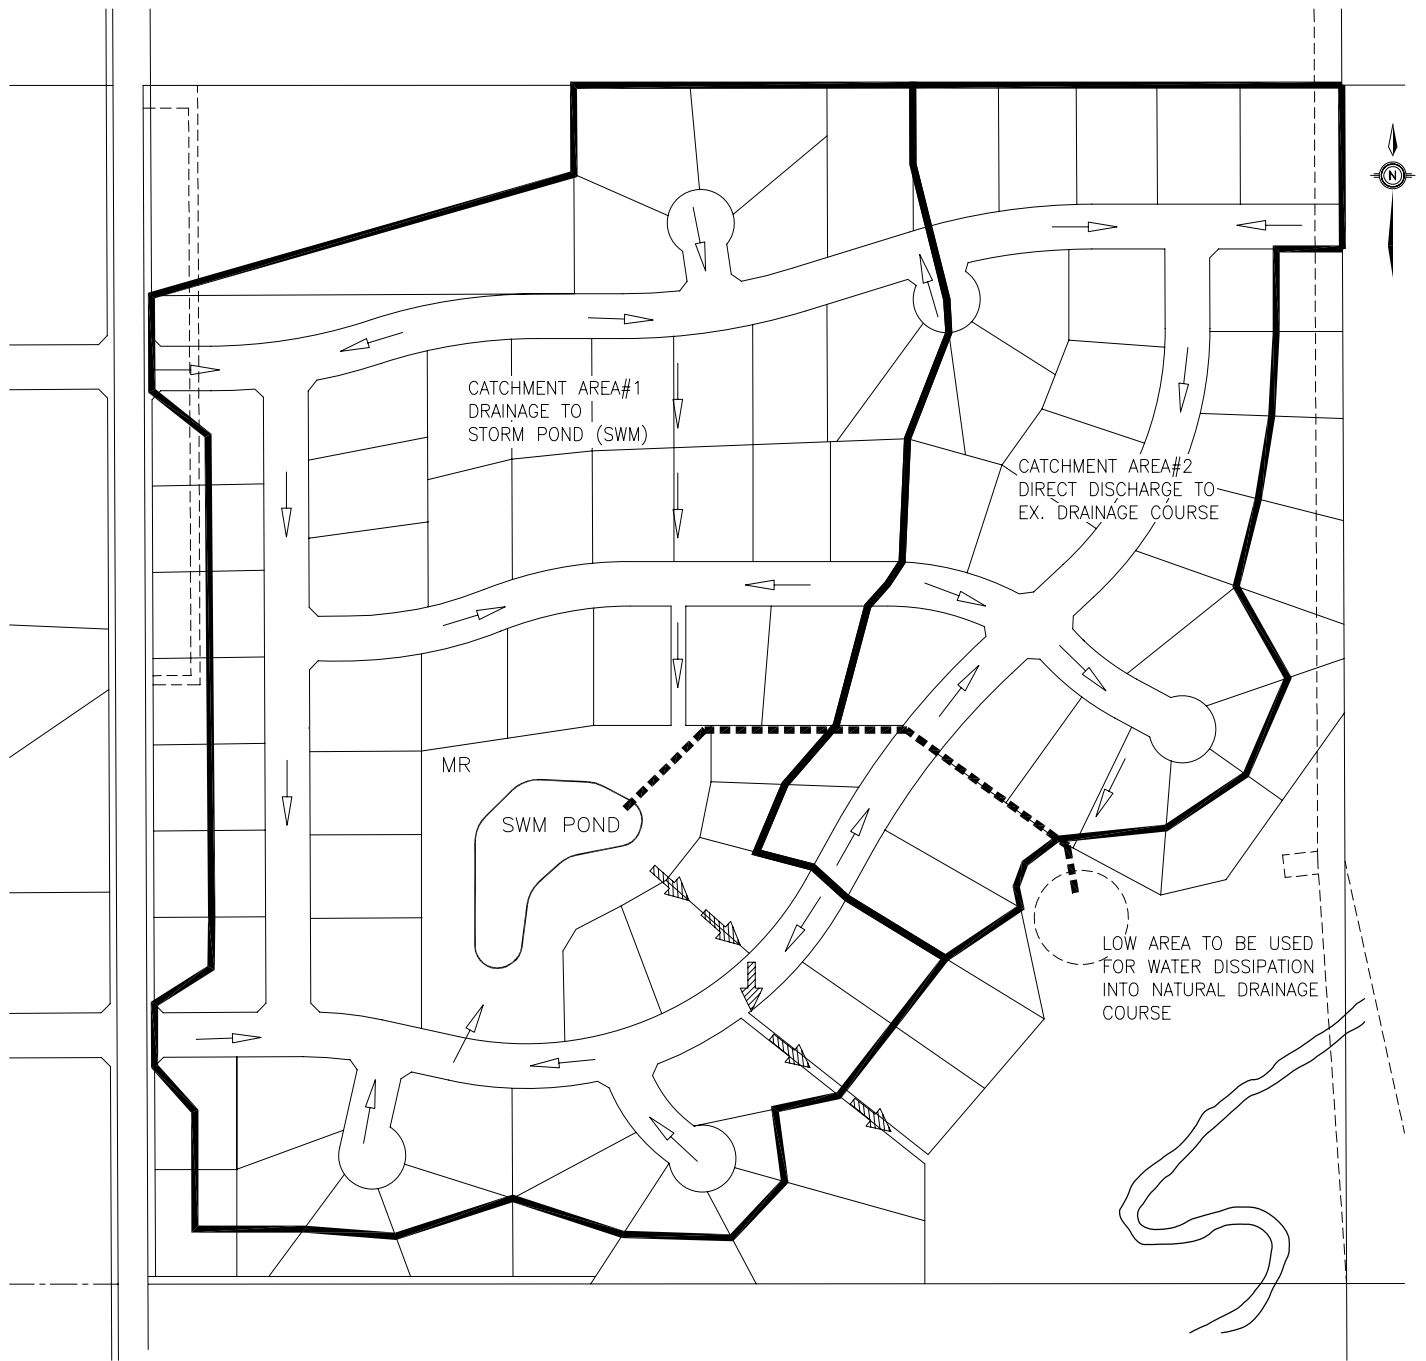 N
CATCHMENT AREA#1
DRAINAGE TO
STORM POND (SWM)
CATCHMENT AREA#2
DIRECT DISCHARGE TO
EX. DRAINAGE COURSE
MR
SWM POND
LOW AREA TO BE USED
FOR WATER DISSIPATION
INTO NATURAL DRAINAGE
COURSE